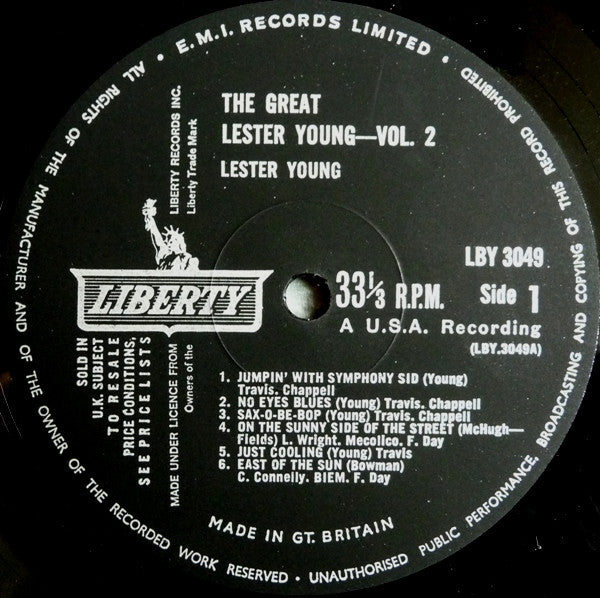 E.M.I. RECORDS LIMITED • ALL RIGHTS OF THE MANUFACTURER AND OF THE OWNER OF THE RECORDED WORK RESERVED • UNAUTHORISED PUBLIC PERFORMANCE, BROADCASTING AND COPYING OF THIS RECORD PROHIBITED •
THE GREAT
LESTER YOUNG—VOL. 2
LESTER YOUNG
LIBERTY RECORDS INC.
Liberty Trade Mark
LIBERTY
LBY 3049
33⅓ R.P.M. Side 1
A U.S.A. Recording
(LBY.3049A)
SOLD IN
U.K. SUBJECT
TO RESALE
PRICE CONDITIONS,
SEE PRICE LISTS
MADE UNDER LICENCE FROM
Owners of the
1. JUMPIN' WITH SYMPHONY SID (Young)
Travis. Chappell
2. NO EYES BLUES (Young) Travis. Chappell
3. SAX-O-BE-BOP (Young) Travis. Chappell
4. ON THE SUNNY SIDE OF THE STREET (McHugh—
Fields) L. Wright. Mecolico. F. Day
5. JUST COOLING (Young) Travis
6. EAST OF THE SUN (Bowman)
C. Connelly. BIEM. F. Day
MADE IN GT. BRITAIN